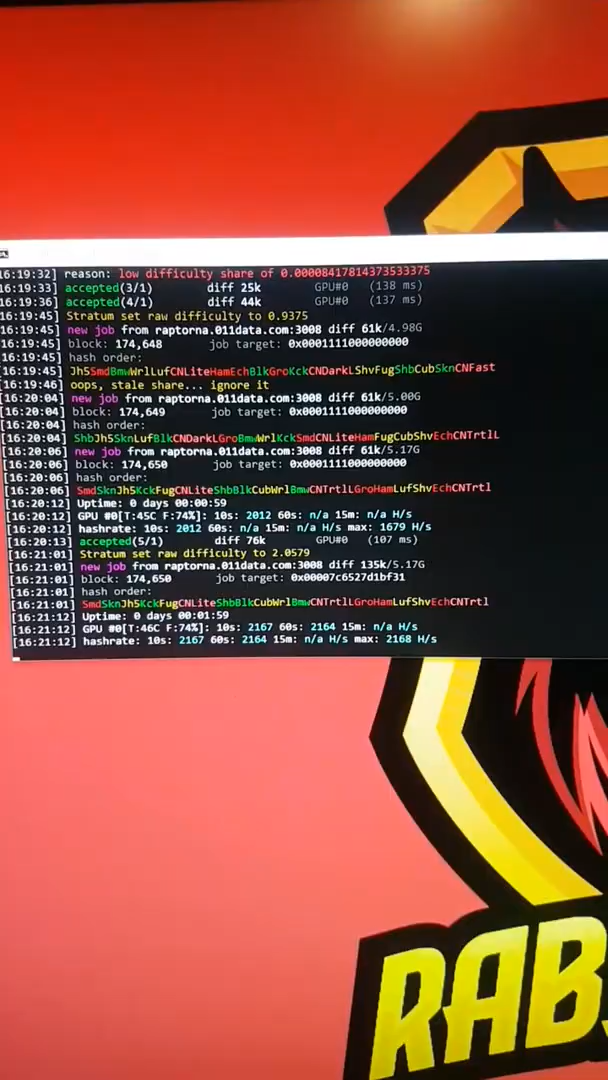 16:19:32] reason: low difficulty share of 0.00008417814373533375
16:19:33] accepted(3/1) diff 25k GPU#0 (138 ms)
16:19:36] accepted(4/1) diff 44k GPU#0 (137 ms)
16:19:45] Stratum set raw difficulty to 0.9375
16:19:45] new job from raptorna.011data.com:3008 diff 61k/4.98G
16:19:45] block: 174,648 job target: 0x0001111000000000
16:19:45] hash order:
16:19:45] Jh5SmdBmwWrlLufCNLiteHamEchBlkGroKckCNDarkLShvFugShbCubSknCNFast
16:19:46] oops, stale share... ignore it
16:20:04] new job from raptorna.011data.com:3008 diff 61k/5.00G
16:20:04] block: 174,649 job target: 0x0001111000000000
16:20:04] hash order:
16:20:04] ShbJh5SknLufBlkCNDarkLGroBmwWrlKckSmdCNLiteHamFugCubShvEchCNTrtlL
16:20:06] new job from raptorna.011data.com:3008 diff 61k/5.17G
16:20:06] block: 174,650 job target: 0x0001111000000000
16:20:06] hash order:
16:20:06] SmdSknJh5KckFugCNLiteShbBlkCubWrlBmwCNTrtlLGroHamLufShvEchCNTrtl
16:20:12] Uptime: 0 days 00:00:59
16:20:12] GPU #0[T:45C F:74%]: 10s: 2012 60s: n/a 15m: n/a H/s
16:20:12] hashrate: 10s: 2012 60s: n/a 15m: n/a H/s max: 1679 H/s
[16:20:13] accepted(5/1) diff 76k GPU#0 (107 ms)
[16:21:01] Stratum set raw difficulty to 2.0579
[16:21:01] new job from raptorna.011data.com:3008 diff 135k/5.17G
[16:21:01] block: 174,650 job target: 0x00007c6527d1bf31
[16:21:01] hash order:
[16:21:01] SmdSknJh5KckFugCNLiteShbBlkCubWrlBmwCNTrtlLGroHamLufShvEchCNTrtl
[16:21:12] Uptime: 0 days 00:01:59
[16:21:12] GPU #0[T:46C F:74%]: 10s: 2167 60s: 2164 15m: n/a H/s
[16:21:12] hashrate: 10s: 2167 60s: 2164 15m: n/a H/s max: 2168 H/s
RAB